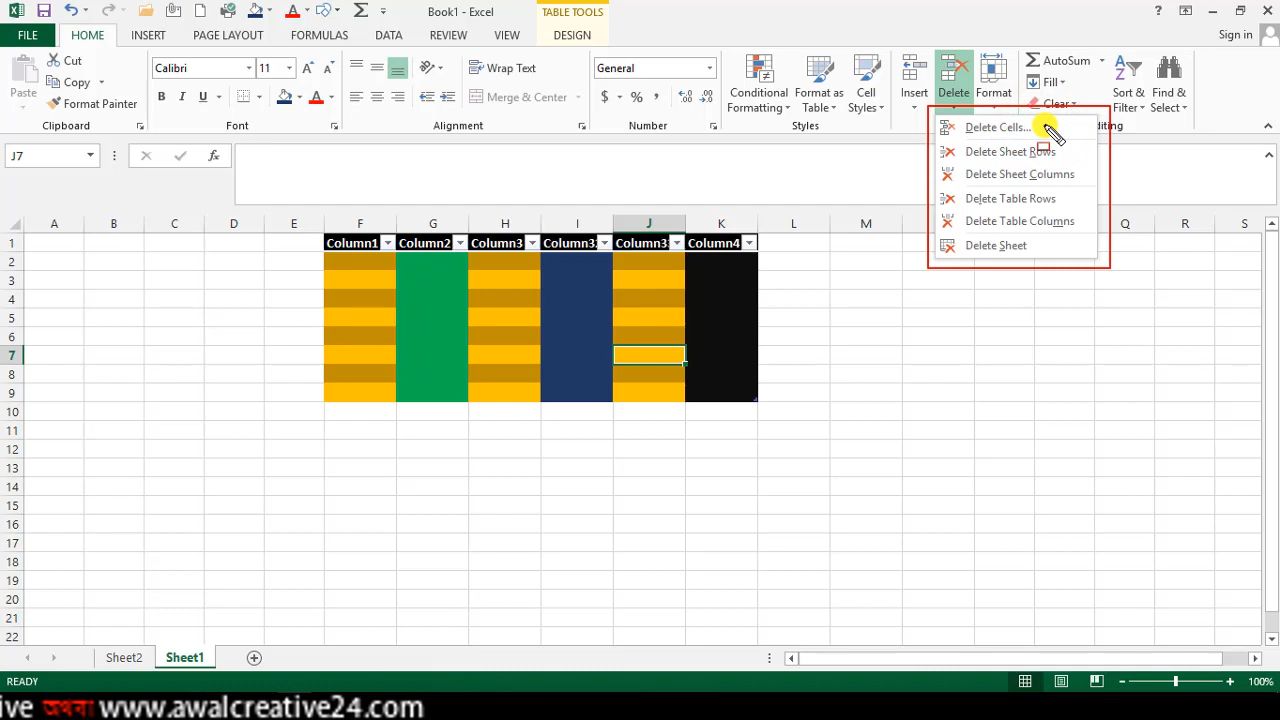 Book1 - Excel
TABLE TOOLS
?
FILE
HOME
INSERT
PAGE LAYOUT
FORMULAS
DATA
REVIEW
VIEW
DESIGN
Sign in
Paste
Cut
Copy
Format Painter
Clipboard
Calibri
11
B I U
Font
Wrap Text
Merge & Center
Alignment
General
$ % ,
Number
Conditional
Formatting
Format as
Table
Cell
Styles
Styles
Insert
Delete
Format
AutoSum
Fill
Clear
Sort &
Filter
Find &
Select
Delete Cells...
Delete Sheet Rows
Delete Sheet Columns
Delete Table Rows
Delete Table Columns
Delete Sheet
J7
fx
A B C D E F G H I J K L M Q R S
1 Column1 Column2 Column3 Column4
2
3
4
5
6
7
8
9
10
11
12
13
14
15
16
17
18
19
20
21
22
Sheet2 Sheet1
READY
100%
ive অথবা www.awalcreative24.com